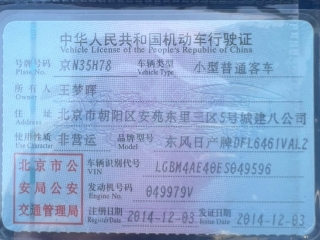 中华人民共和国机动车行驶证
Vehicle License of the People's Republic of China
号牌号码 京N35H78 车辆类型 小型普通客车
Plate No. Vehicle Type
所有人 王梦晖
Owner
住址 北京市朝阳区安苑东里三区5号城建八公司
Address
使用性质 非营运 品牌型号 东风日产牌DFL6461VAL2
Use Character Model
北京市公
安局公安
交通管理局
车辆识别代号 LGBM4AE40ES049596
VIN
发动机号码 049979V
Engine No.
注册日期 2014-12-03 发证日期 2014-12-03
Register Date Issue Date